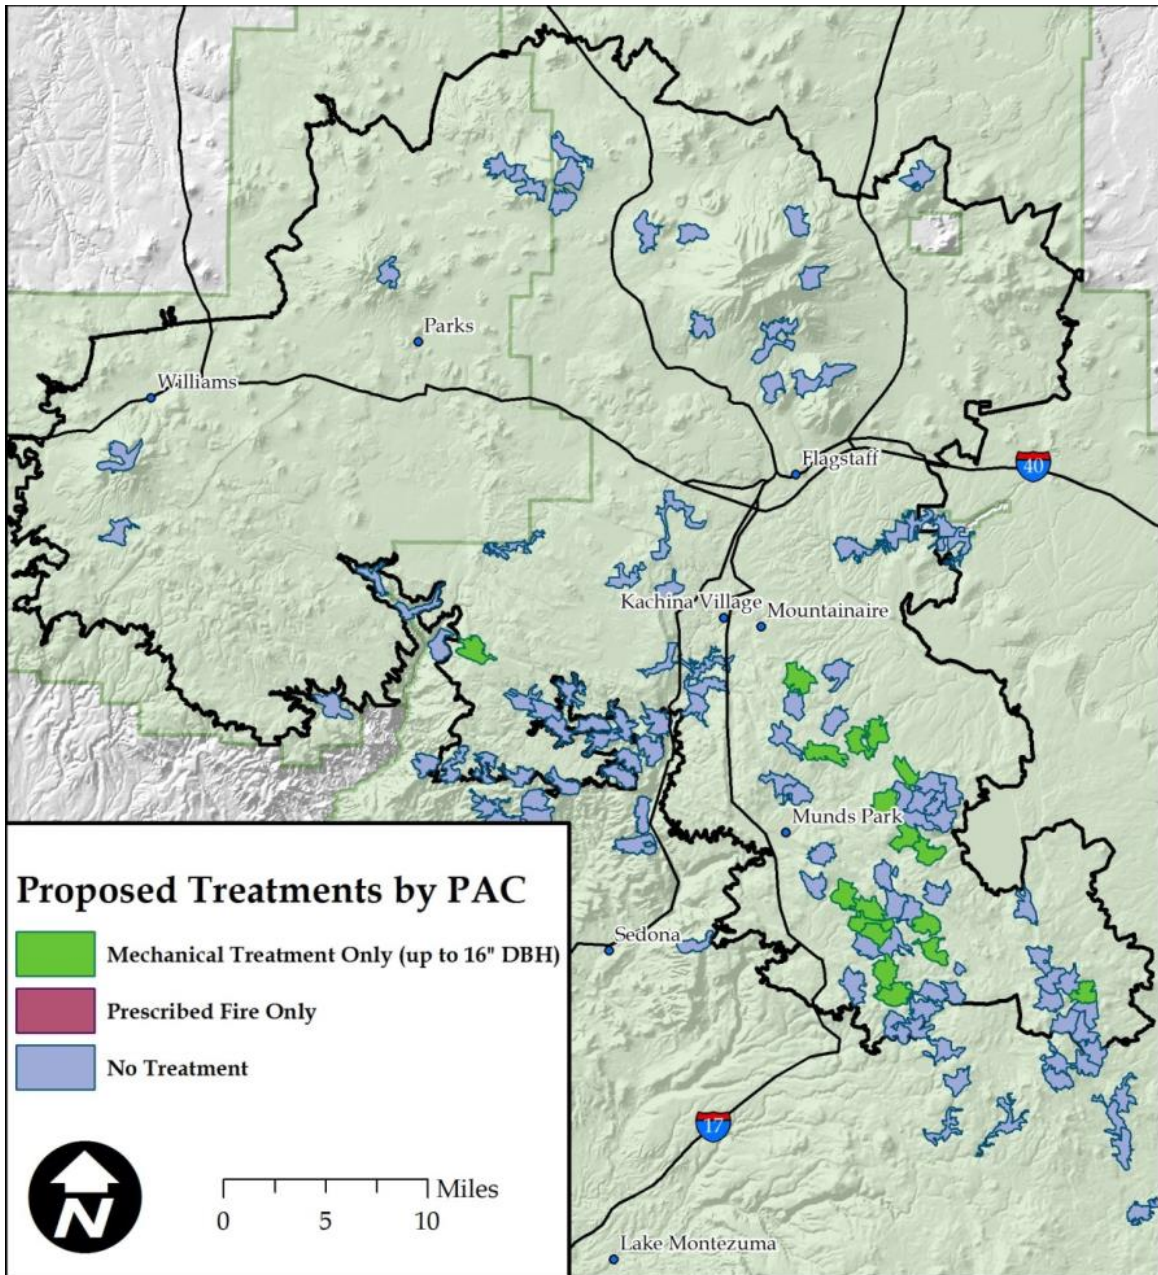 Parks
Williams
Flagstaff
40
Kachina Village
Mountainaire
Munds Park
Sedona
17
Lake Montezuma
Proposed Treatments by PAC
Mechanical Treatment Only (up to 16" DBH)
Prescribed Fire Only
No Treatment
N
Miles
0 5 10